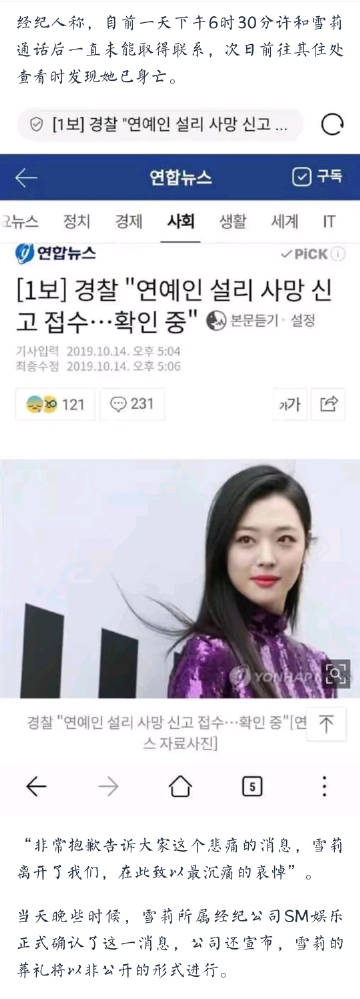 经纪人称，自前一天下午6时30分许和雪莉
通话后一直未能取得联系，次日前往其住处
查看时发现她已身亡。
[1보] 경찰 "연예인 설리 사망 신고 ...
연합뉴스
구독
뉴스 정치 경제 사회 생활 세계 IT
연합뉴스
PiCK
[1보] 경찰 "연예인 설리 사망 신
고 접수…확인 중"
본문듣기 · 설정
기사입력 2019.10.14. 오후 5:04
최종수정 2019.10.14. 오후 5:06
121
231
가가
YONHAP
경찰 "연예인 설리 사망 신고 접수…확인 중"[연
스 자료사진]
5
“非常抱歉告诉大家这个悲痛的消息，雪莉
离开了我们，在此致以最沉痛的哀悼”。
当天晚些时候，雪莉所属经纪公司SM娱乐
正式确认了这一消息，公司还宣布，雪莉的
葬礼将以非公开的形式进行。